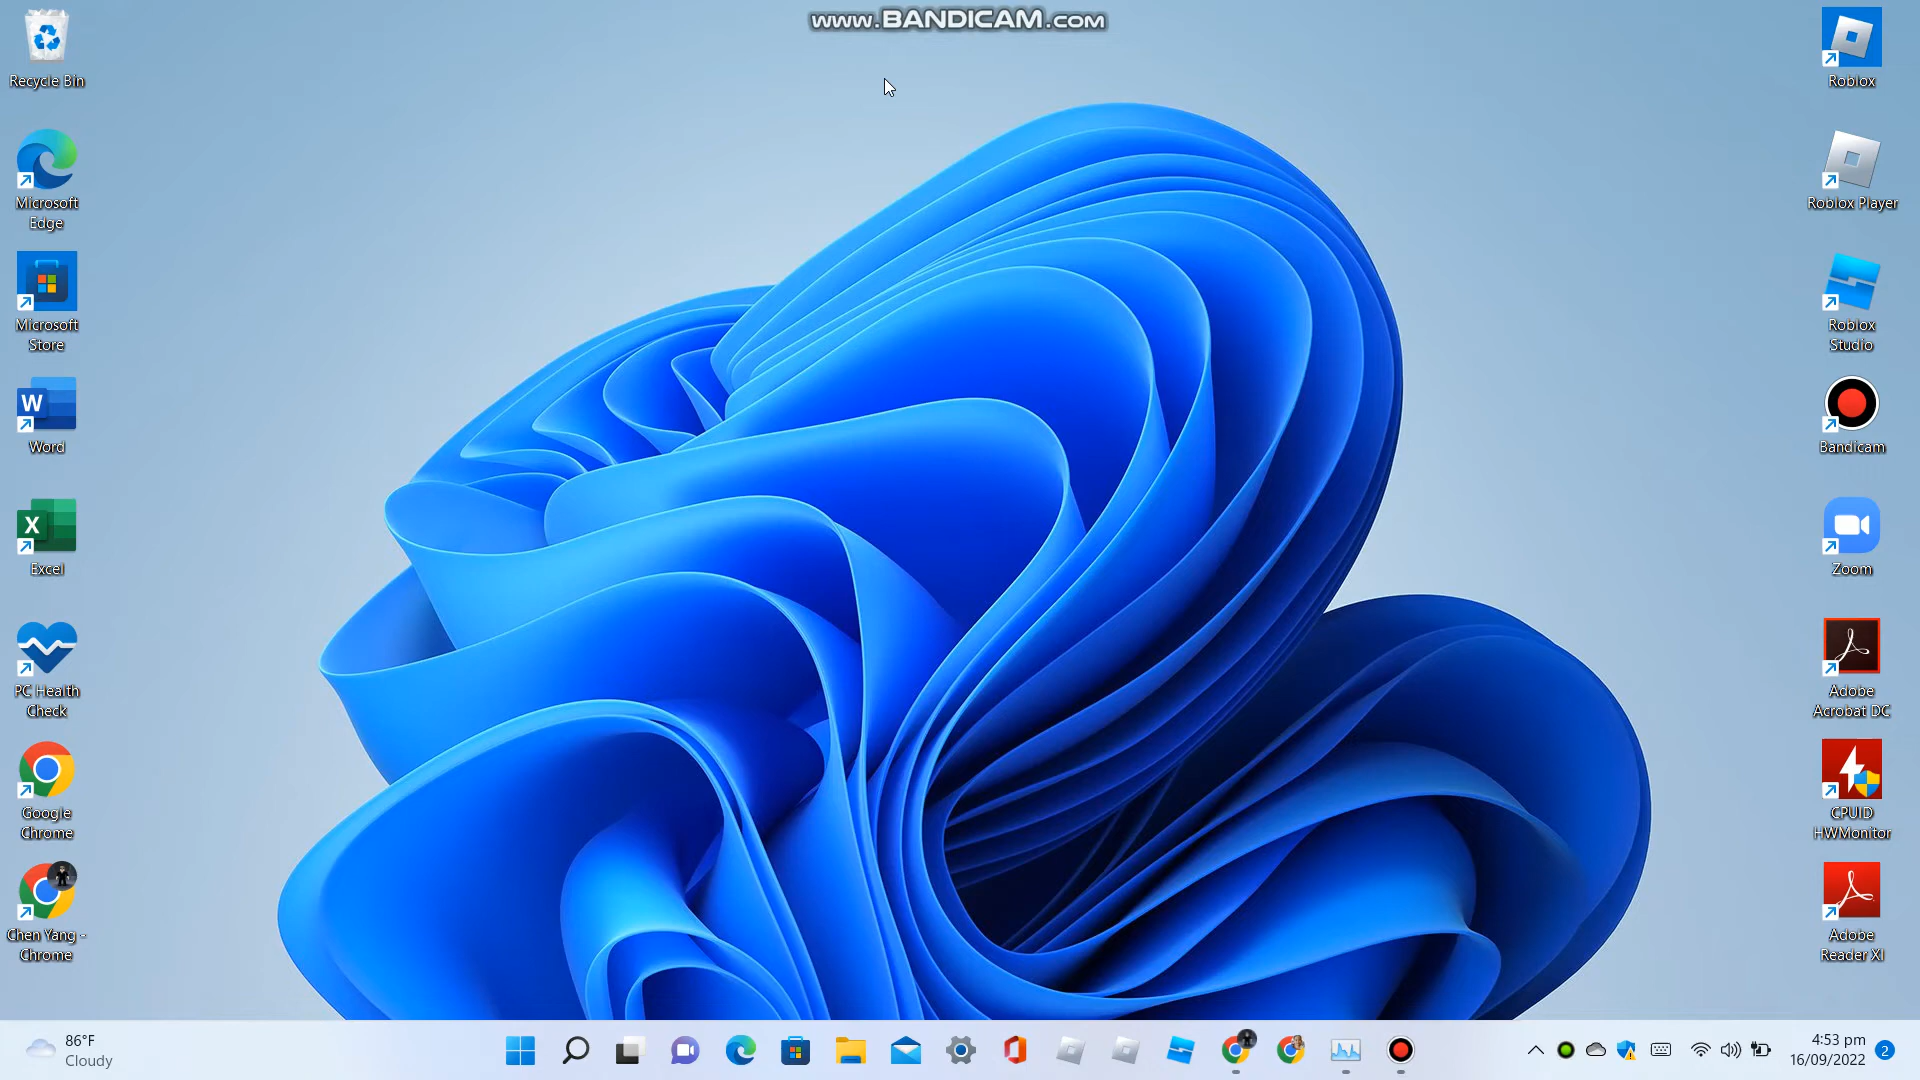 www.BANDICAM.com
Recycle Bin
Microsoft
Edge
Microsoft
Store
W
Word
X
Excel
PC Health
Check
Google
Chrome
Chen Yang -
Chrome
Roblox
Roblox Player
Roblox
Studio
Bandicam
Zoom
Adobe
Acrobat DC
CPUID
HWMonitor
Adobe
Reader XI
86°F
Cloudy
4:53 pm
16/09/2022
2